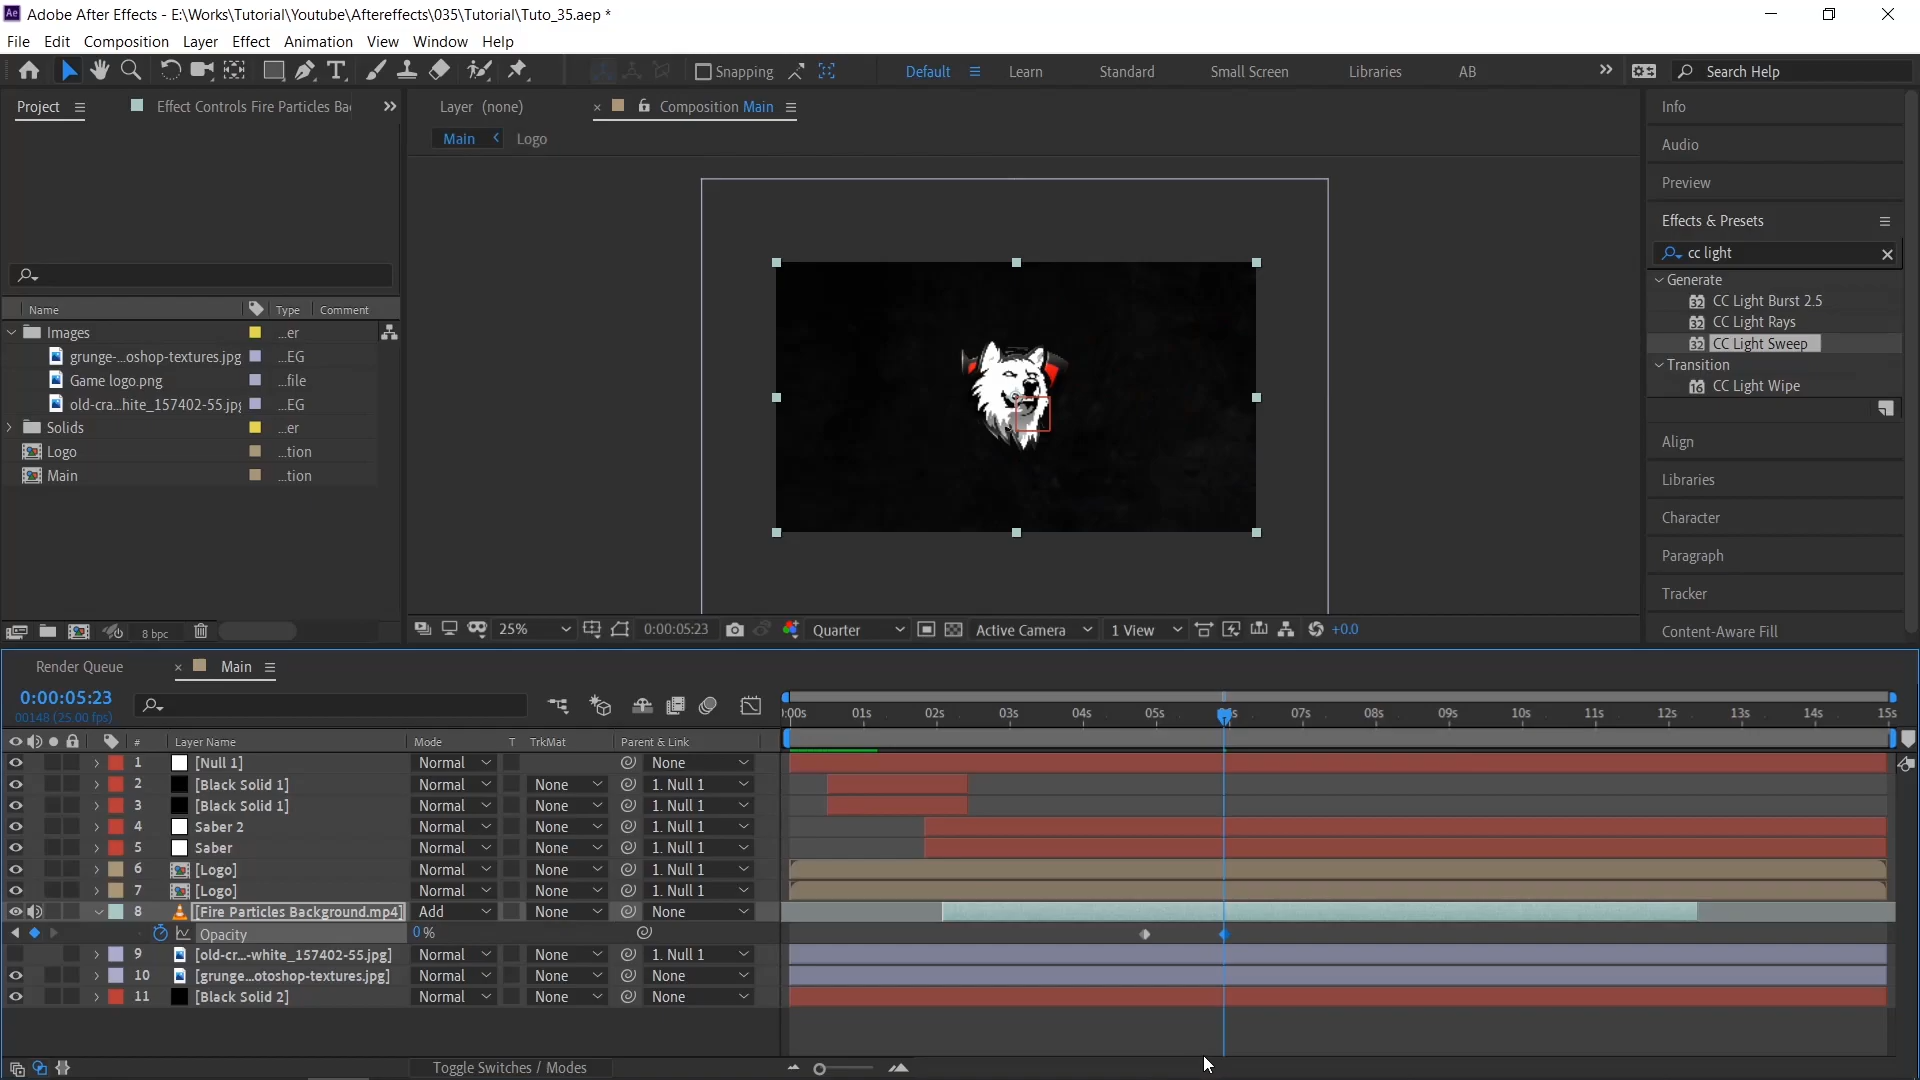 Adobe After Effects - E:\Works\Tutorial\Youtube\Aftereffects\035\Tutorial\Tuto_35.aep *
File Edit Composition Layer Effect Animation View Window Help
Snapping Default Learn Standard Small Screen Libraries AB Search Help
Project Effect Controls Fire Particles Ba
Layer (none) Composition Main
Main Logo
Name Type Comment
Images ...er
grunge-...oshop-textures.jpg ...EG
Game logo.png ...file
old-cra...hite_157402-55.jpg ...EG
Solids ...er
Logo ...tion
Main ...tion
8 bpc
25% 0:00:05:23 Quarter Active Camera 1 View +0.0
Info
Audio
Preview
Effects & Presets
cc light
Generate
32 CC Light Burst 2.5
32 CC Light Rays
32 CC Light Sweep
Transition
16 CC Light Wipe
Align
Libraries
Character
Paragraph
Tracker
Content-Aware Fill
Render Queue Main
0:00:05:23
00148 (25.00 fps)
:00s 01s 02s 03s 04s 05s 07s 08s 09s 10s 11s 12s 13s 14s 15s
# Layer Name Mode T TrkMat Parent & Link
1 [Null 1] Normal None
2 [Black Solid 1] Normal None 1. Null 1
3 [Black Solid 1] Normal None 1. Null 1
4 Saber 2 Normal None 1. Null 1
5 Saber Normal None 1. Null 1
6 [Logo] Normal None 1. Null 1
7 [Logo] Normal None 1. Null 1
8 [Fire Particles Background.mp4] Add None None
Opacity 0 %
9 [old-cr...-white_157402-55.jpg] Normal None 1. Null 1
10 [grunge...otoshop-textures.jpg] Normal None None
11 [Black Solid 2] Normal None None
Toggle Switches / Modes